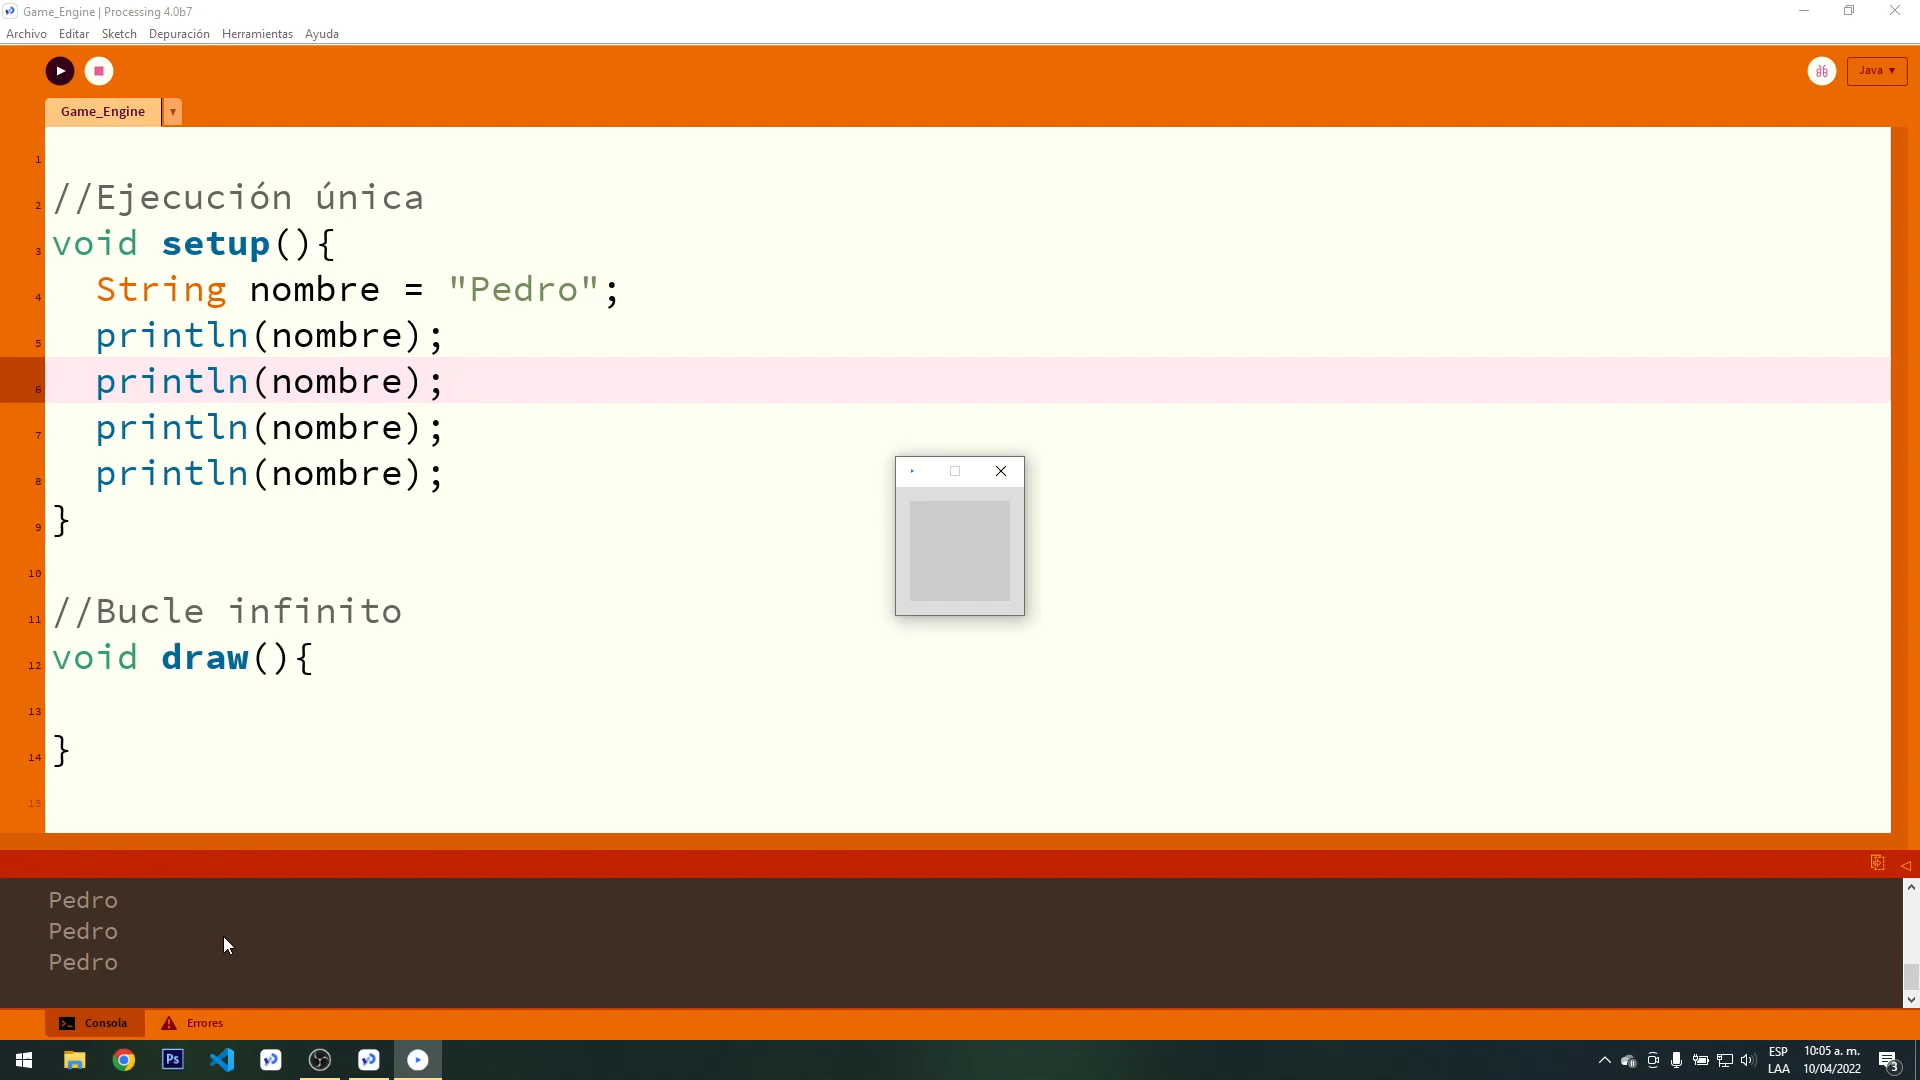 Game_Engine | Processing 4.0b7
Archivo Editar Sketch Depuración Herramientas Ayuda
Java ▾
Game_Engine ▾
1
2 //Ejecución única
3 void setup(){
4 String nombre = "Pedro";
5 println(nombre);
6 println(nombre);
7 println(nombre);
8 println(nombre);
9 }
10
11 //Bucle infinito
12 void draw(){
13
14 }
15
Pedro
Pedro
Pedro
Consola Errores
Ps
ESP 10:05 a. m.
LAA 10/04/2022 3